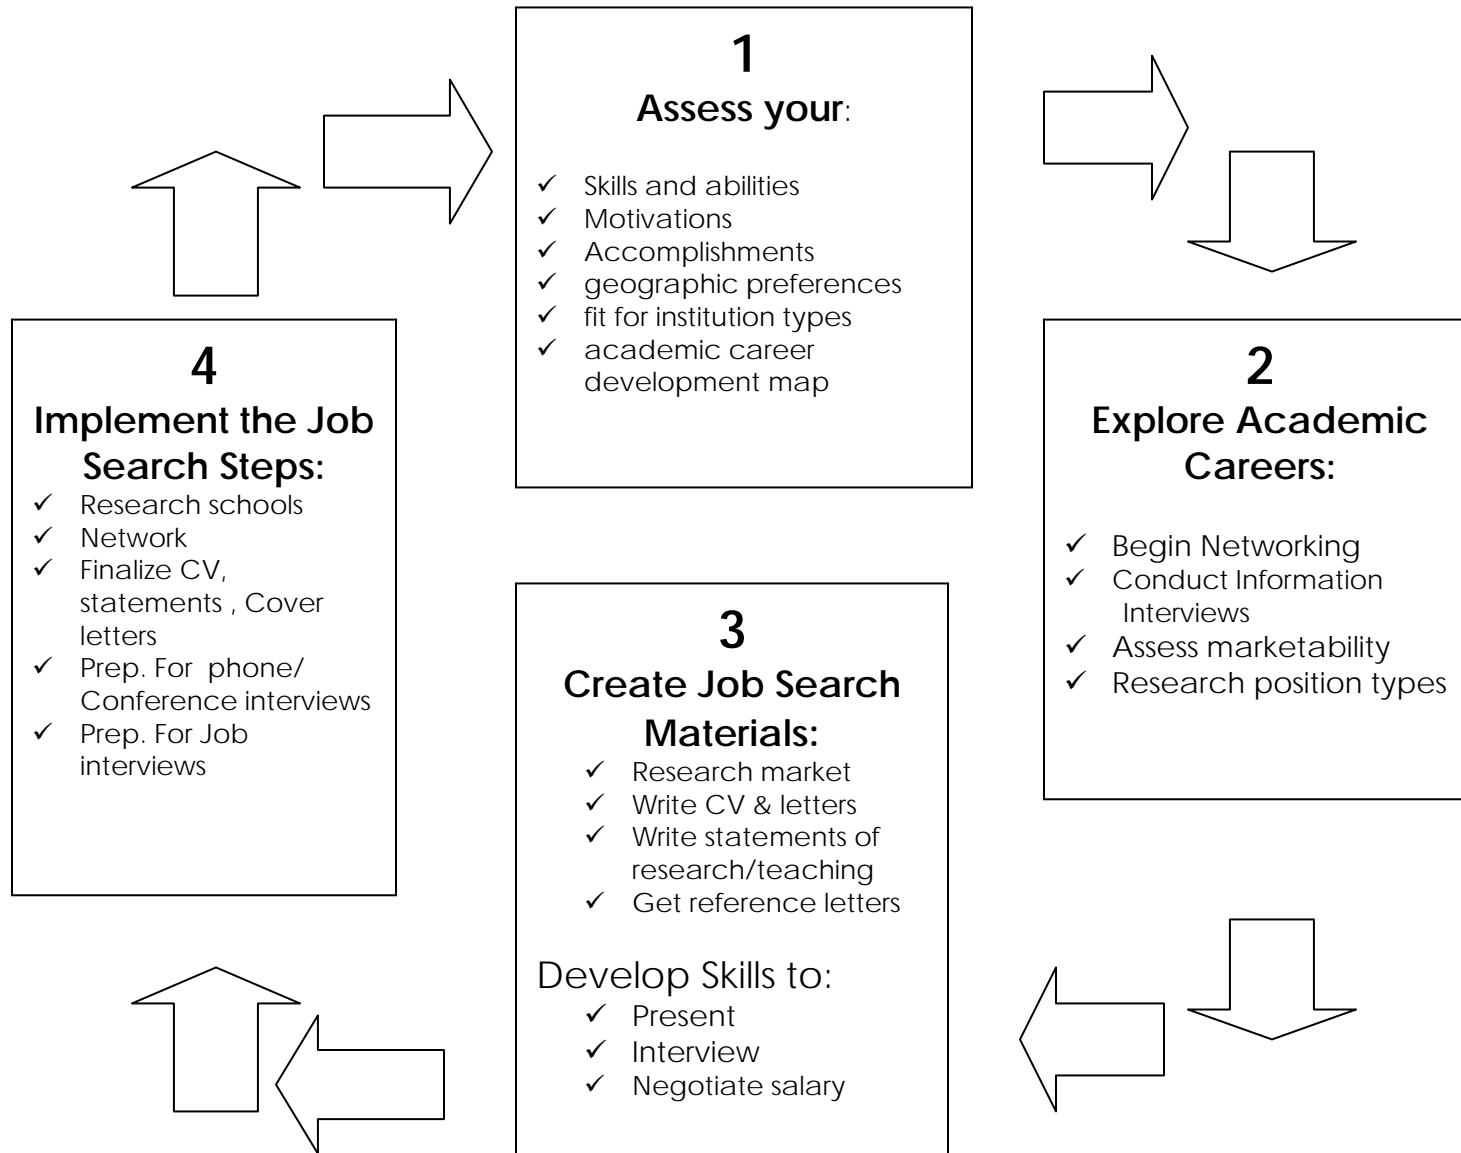 1
Assess your:
✓ Skills and abilities
✓ Motivations
✓ Accomplishments
✓ geographic preferences
✓ fit for institution types
✓ academic career
development map
2
Explore Academic
Careers:
✓ Begin Networking
✓ Conduct Information
Interviews
✓ Assess marketability
✓ Research position types
3
Create Job Search
Materials:
✓ Research market
✓ Write CV & letters
✓ Write statements of
research/teaching
✓ Get reference letters
Develop Skills to:
✓ Present
✓ Interview
✓ Negotiate salary
4
Implement the Job
Search Steps:
✓ Research schools
✓ Network
✓ Finalize CV,
statements , Cover
letters
✓ Prep. For phone/
Conference interviews
✓ Prep. For Job
interviews